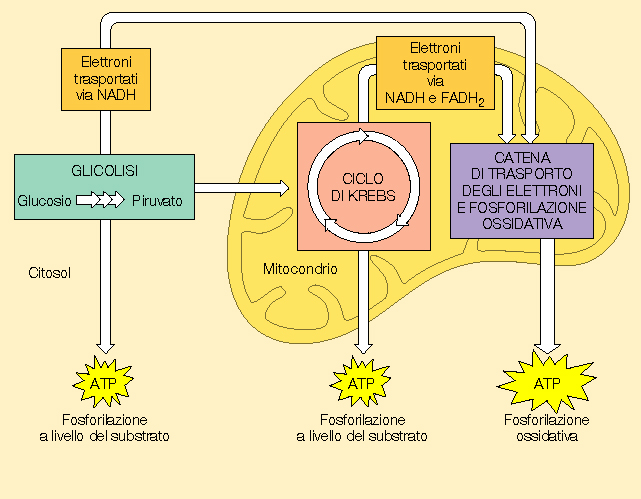 Elettroni
trasportati
via NADH
Elettroni
trasportati
via
NADH e FADH2
GLICOLISI
Glucosio
Piruvato
CICLO
DI KREBS
CATENA
DI TRASPORTO
DEGLI ELETTRONI
E FOSFORILAZIONE
OSSIDATIVA
Citosol
Mitocondrio
ATP
Fosforilazione
a livello del substrato
ATP
Fosforilazione
a livello del substrato
ATP
Fosforilazione
ossidativa